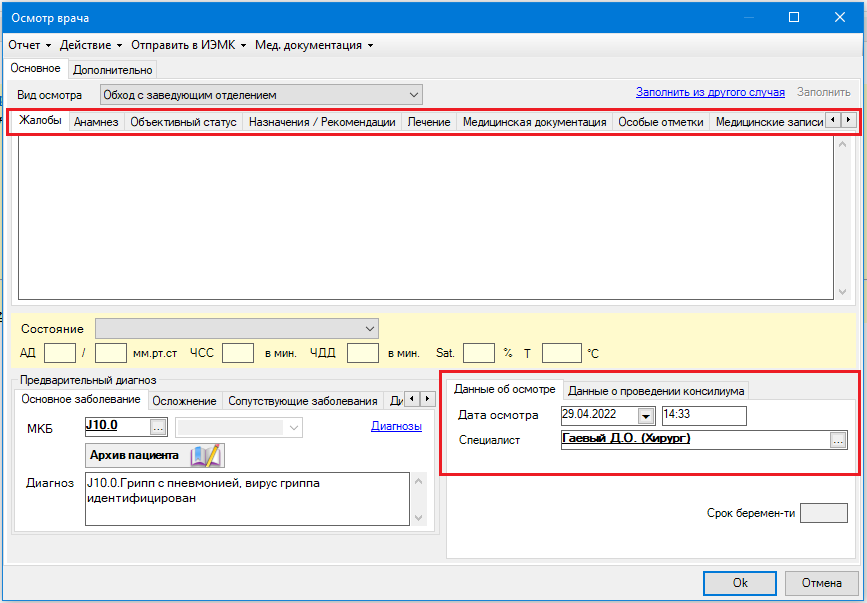 Осмотр врача
Отчет Действие Отправить в ИЭМК Мед. документация
Основное Дополнительно
Вид осмотра Обход с заведующим отделением Заполнить из другого случая Заполнить
Жалобы Анамнез Объективный статус Назначения / Рекомендации Лечение Медицинская документация Особые отметки Медицинские записи
Состояние
АД / мм.рт.ст ЧСС в мин. ЧДД в мин. Sat. % Т °C
Предварительный диагноз
Основное заболевание Осложнение Сопутствующие заболевания Ди
МКБ J10.0 ... Диагнозы
Архив пациента
Диагноз J10.0.Грипп с пневмонией, вирус гриппа
идентифицирован
Данные об осмотре Данные о проведении консилиума
Дата осмотра 29.04.2022 14:33
Специалист Гаевый Д.О. (Хирург) ...
Срок беремен-ти
Ok Отмена